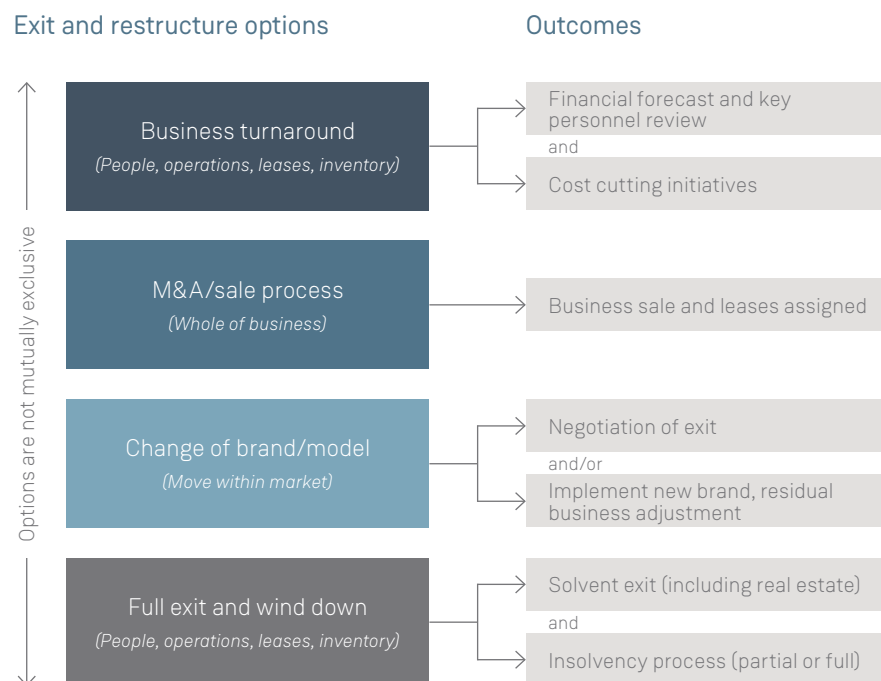 Exit and restructure options
Outcomes
Options are not mutually exclusive
Business turnaround
(People, operations, leases, inventory)
Financial forecast and key
personnel review
and
Cost cutting initiatives
M&A/sale process
(Whole of business)
Business sale and leases assigned
Change of brand/model
(Move within market)
Negotiation of exit
and/or
Implement new brand, residual
business adjustment
Full exit and wind down
(People, operations, leases, inventory)
Solvent exit (including real estate)
and
Insolvency process (partial or full)